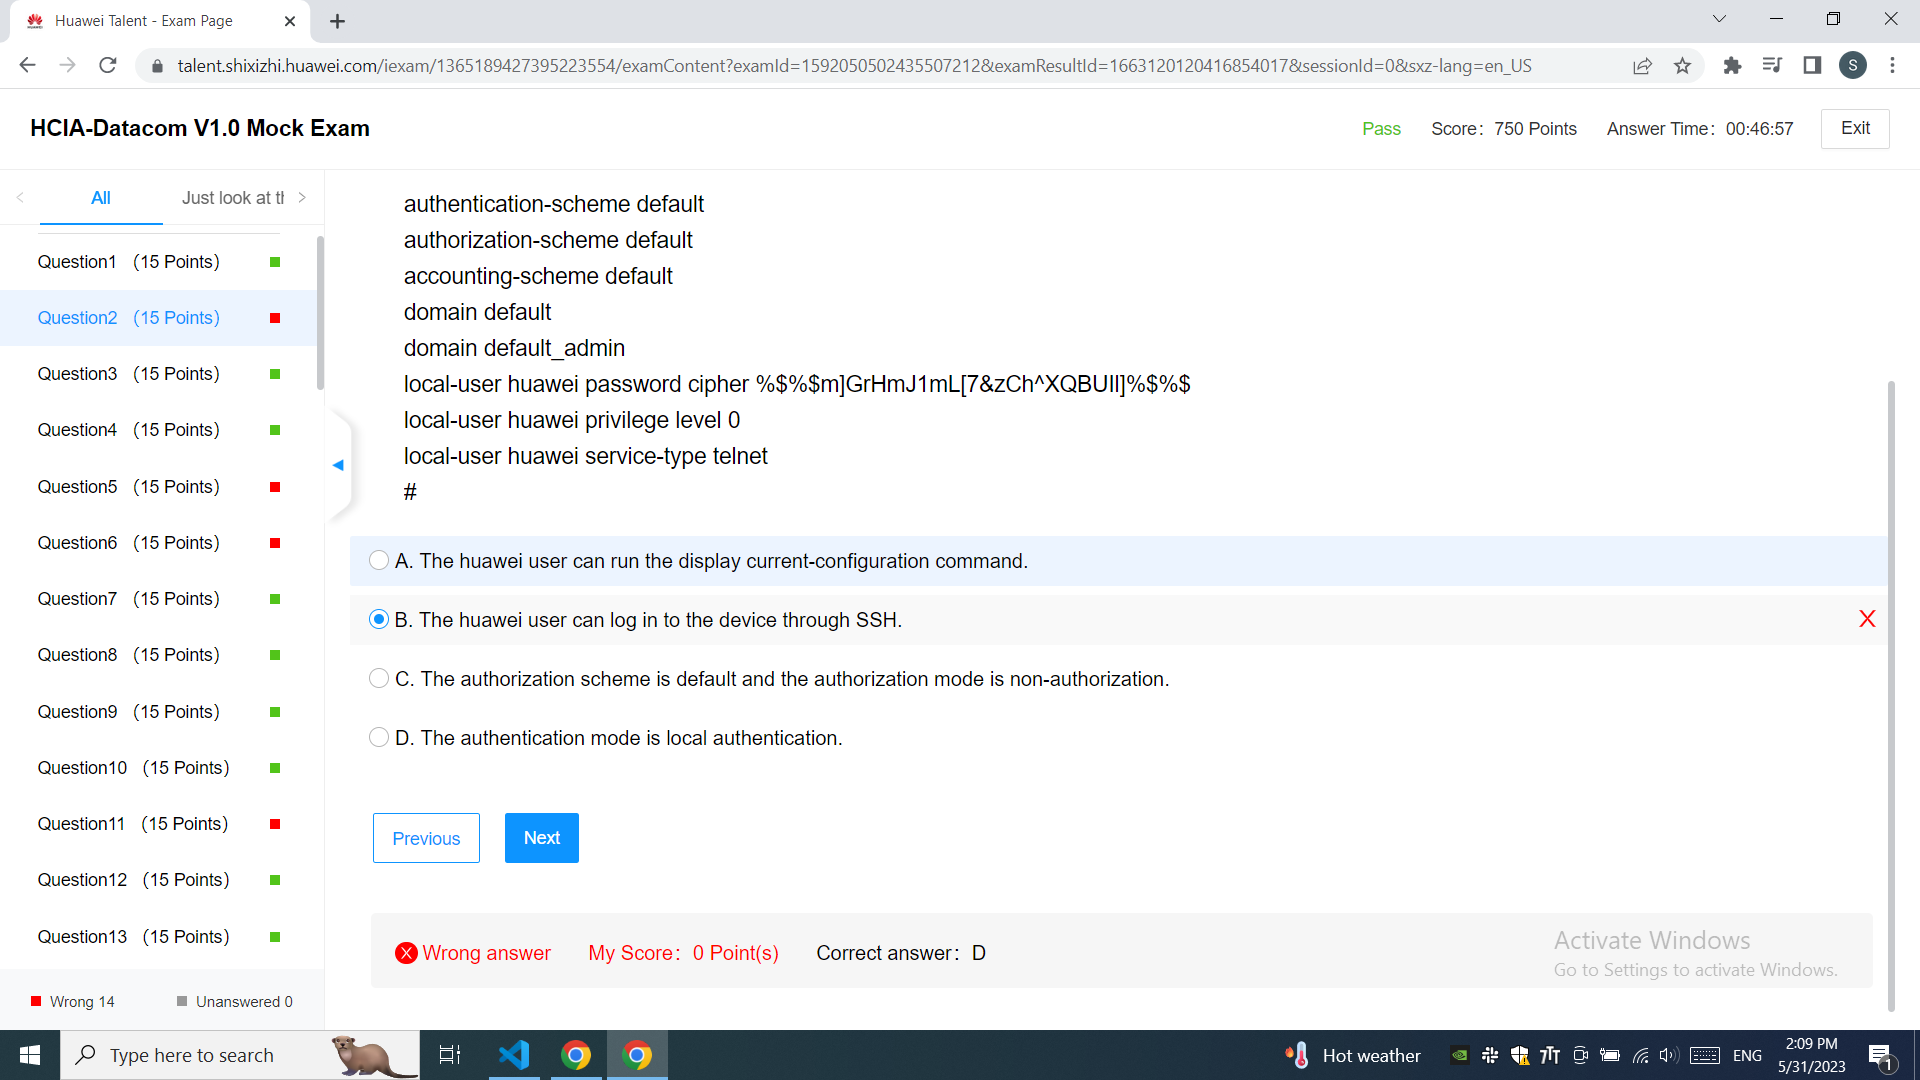 Huawei Talent - Exam Page
talent.shixizhi.huawei.com/iexam/1365189427395223554/examContent?examId=1592050502435507212&examResultId=1663120120416854017&sessionId=0&sxz-lang=en_US
S
HCIA-Datacom V1.0 Mock Exam
Pass
Score: 750 Points
Answer Time: 00:46:57
Exit
All
Just look at th
Question1 (15 Points)
Question2 (15 Points)
Question3 (15 Points)
Question4 (15 Points)
Question5 (15 Points)
Question6 (15 Points)
Question7 (15 Points)
Question8 (15 Points)
Question9 (15 Points)
Question10 (15 Points)
Question11 (15 Points)
Question12 (15 Points)
Question13 (15 Points)
Wrong 14
Unanswered 0
authentication-scheme default
authorization-scheme default
accounting-scheme default
domain default
domain default_admin
local-user huawei password cipher %$%$m]GrHmJ1mL[7&zCh^XQBUIl]%$%$
local-user huawei privilege level 0
local-user huawei service-type telnet
#
A. The huawei user can run the display current-configuration command.
B. The huawei user can log in to the device through SSH.
X
C. The authorization scheme is default and the authorization mode is non-authorization.
D. The authentication mode is local authentication.
Previous
Next
Wrong answer
My Score: 0 Point(s)
Correct answer: D
Activate Windows
Go to Settings to activate Windows.
Type here to search
Hot weather
ENG
2:09 PM
5/31/2023
1